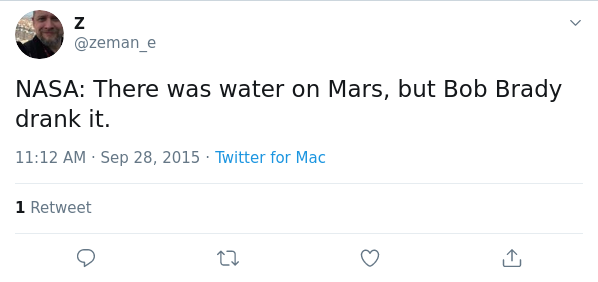 Z
@zeman_e
NASA: There was water on Mars, but Bob Brady
drank it.
11:12 AM · Sep 28, 2015 · Twitter for Mac
1 Retweet